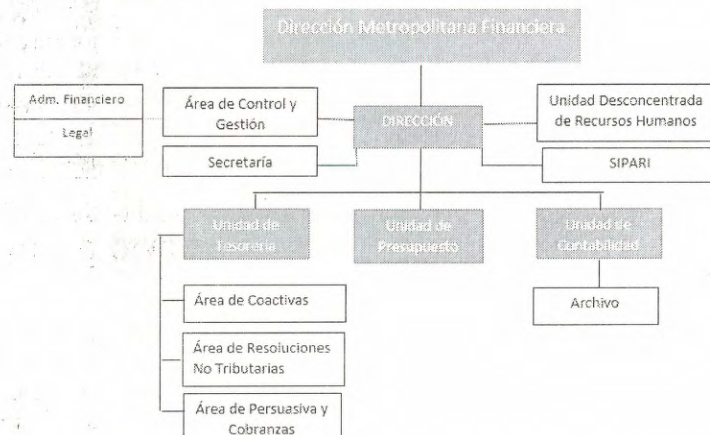 Dirección Metropolitana Financiera
Adm. Financiero
Legal
Área de Control y
Gestión
Secretaría
DIRECCIÓN
Unidad Desconcentrada
de Recursos Humanos
SIPARI
Unidad de
Tesorería
Unidad de
Presupuesto
Unidad de
Contabilidad
Área de Coactivas
Área de Resoluciones
No Tributarias
Área de Persuasiva y
Cobranzas
Archivo